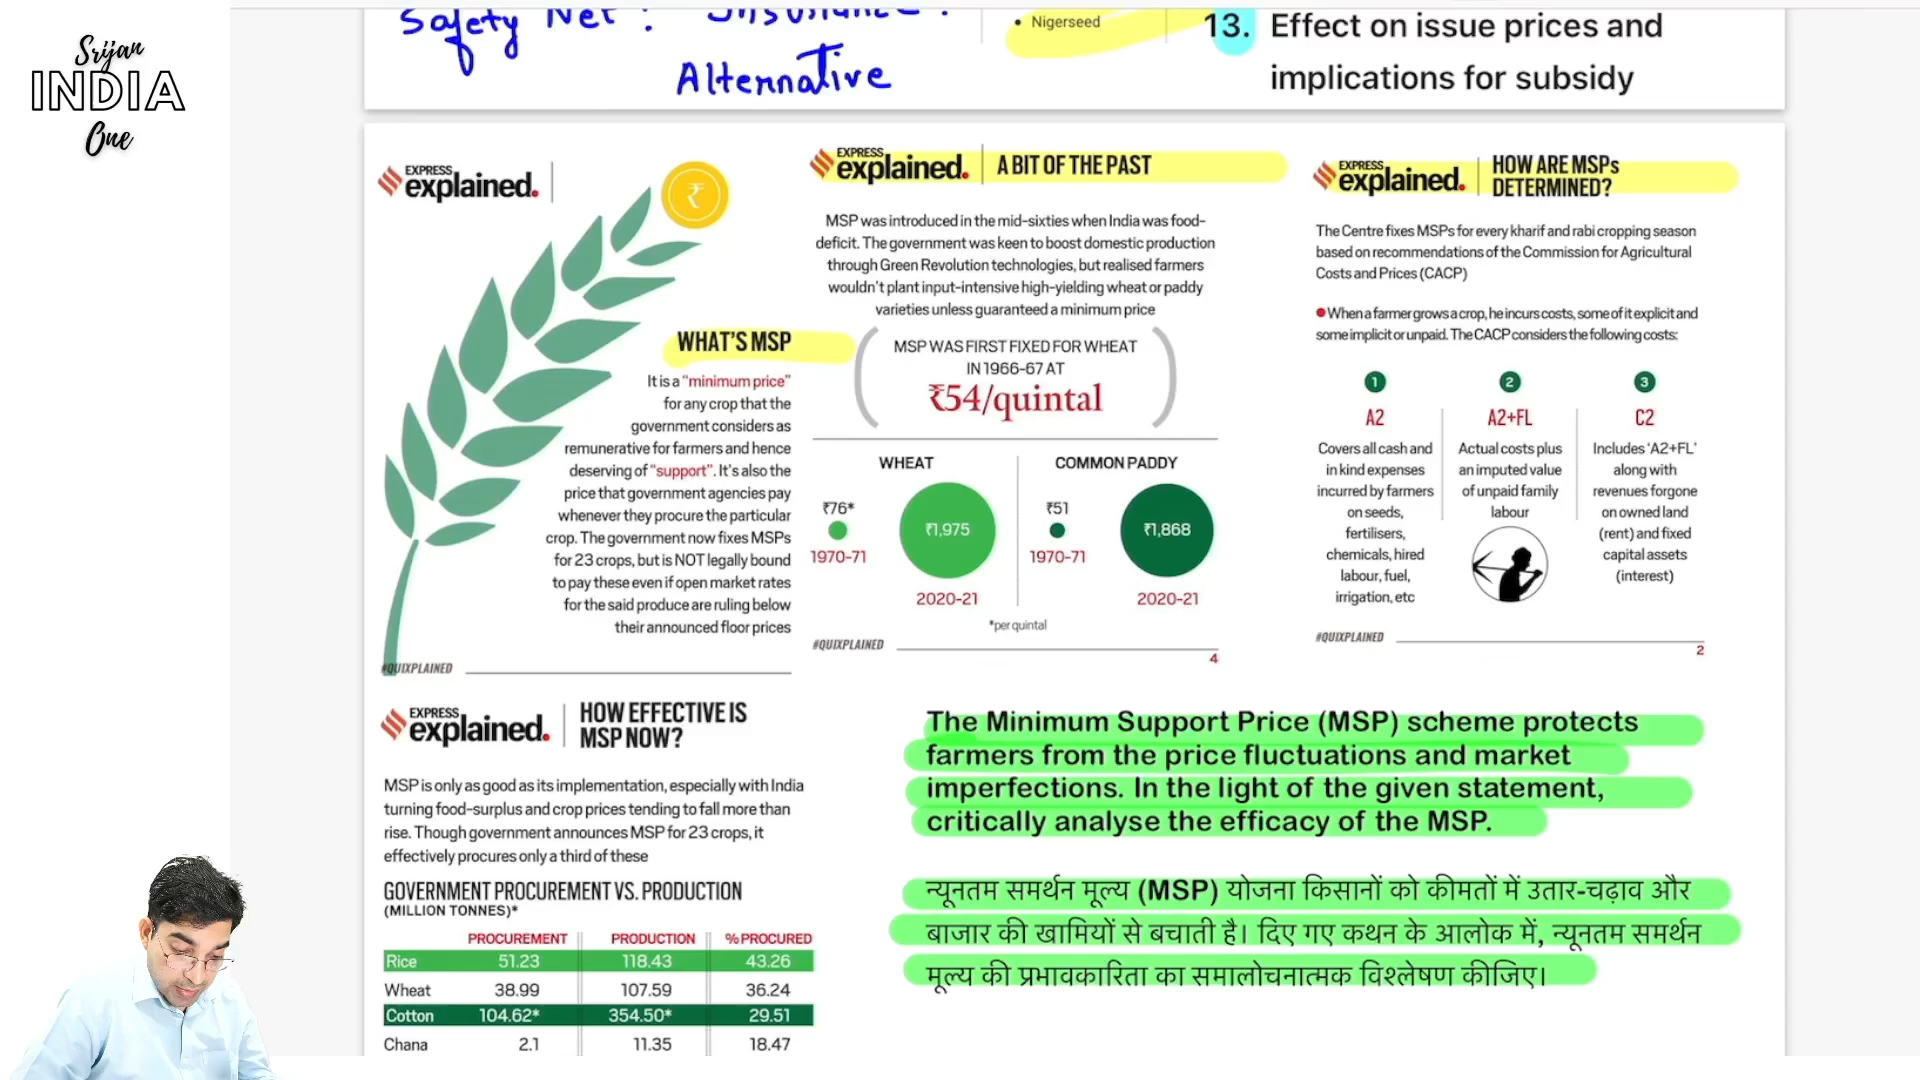 Srijan
INDIA
One
Safety Net? Insurance?
Alternative
• Nigerseed
13. Effect on issue prices and
implications for subsidy
EXPRESS
explained.
₹
WHAT'S MSP
It is a “minimum price”
for any crop that the
government considers as
remunerative for farmers and hence
deserving of “support”. It's also the
price that government agencies pay
whenever they procure the particular
crop. The government now fixes MSPs
for 23 crops, but is NOT legally bound
to pay these even if open market rates
for the said produce are ruling below
their announced floor prices
#QUIXPLAINED
EXPRESS
explained.
A BIT OF THE PAST
MSP was introduced in the mid-sixties when India was food-
deficit. The government was keen to boost domestic production
through Green Revolution technologies, but realised farmers
wouldn't plant input-intensive high-yielding wheat or paddy
varieties unless guaranteed a minimum price
MSP WAS FIRST FIXED FOR WHEAT
IN 1966-67 AT
₹54/quintal
WHEAT
₹76*
1970-71
₹1,975
2020-21
COMMON PADDY
₹51
1970-71
₹1,868
2020-21
*per quintal
#QUIXPLAINED
4
EXPRESS
explained.
HOW ARE MSPs
DETERMINED?
The Centre fixes MSPs for every kharif and rabi cropping season
based on recommendations of the Commission for Agricultural
Costs and Prices (CACP)
● When a farmer grows a crop, he incurs costs, some of it explicit and
some implicit or unpaid. The CACP considers the following costs:
1
A2
Covers all cash and
in kind expenses
incurred by farmers
on seeds,
fertilisers,
chemicals, hired
labour, fuel,
irrigation, etc
2
A2+FL
Actual costs plus
an imputed value
of unpaid family
labour
3
C2
Includes ‘A2+FL’
along with
revenues forgone
on owned land
(rent) and fixed
capital assets
(interest)
#QUIXPLAINED
2
EXPRESS
explained.
HOW EFFECTIVE IS
MSP NOW?
MSP is only as good as its implementation, especially with India
turning food-surplus and crop prices tending to fall more than
rise. Though government announces MSP for 23 crops, it
effectively procures only a third of these
GOVERNMENT PROCUREMENT VS. PRODUCTION
(MILLION TONNES)*
PROCUREMENT PRODUCTION % PROCURED
Rice 51.23 118.43 43.26
Wheat 38.99 107.59 36.24
Cotton 104.62* 354.50* 29.51
Chana 2.1 11.35 18.47
The Minimum Support Price (MSP) scheme protects
farmers from the price fluctuations and market
imperfections. In the light of the given statement,
critically analyse the efficacy of the MSP.
न्यूनतम समर्थन मूल्य (MSP) योजना किसानों को कीमतों में उतार-चढ़ाव और
बाजार की खामियों से बचाती है। दिए गए कथन के आलोक में, न्यूनतम समर्थन
मूल्य की प्रभावकारिता का समालोचनात्मक विश्लेषण कीजिए।